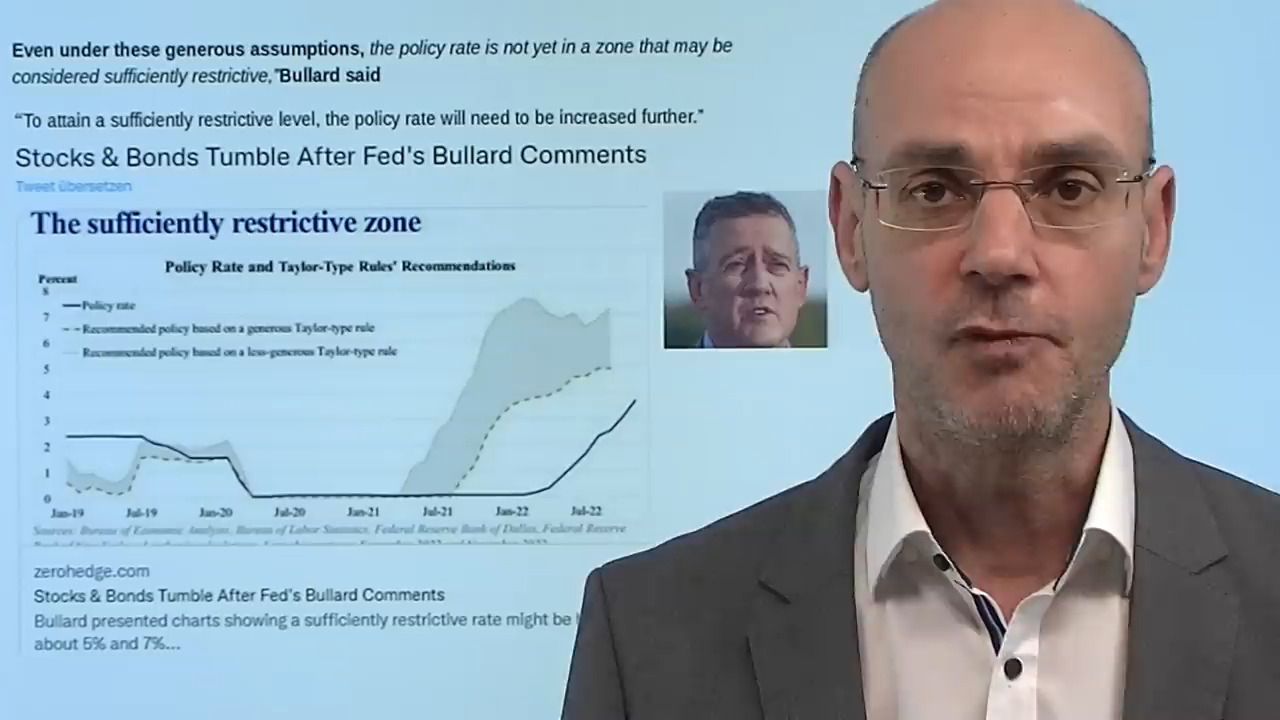 Even under these generous assumptions, the policy rate is not yet in a zone that may be
considered sufficiently restrictive,"Bullard said
“To attain a sufficiently restrictive level, the policy rate will need to be increased further.”
Stocks & Bonds Tumble After Fed's Bullard Comments
Tweet übersetzen
The sufficiently restrictive zone
Policy Rate and Taylor-Type Rules' Recommendations
Percent
8
Policy rate
7
Recommended policy based on a generous Taylor-type rule
6
Recommended policy based on a less-generous Taylor-type rule
5
4
3
2
1
0
Jan-19 Jul-19 Jan-20 Jul-20 Jan-21 Jul-21 Jan-22 Jul-22
Sources: Bureau of Economic Analysis, Bureau of Labor Statistics, Federal Reserve Bank of Dallas, Federal Reserve
zerohedge.com
Stocks & Bonds Tumble After Fed's Bullard Comments
Bullard presented charts showing a sufficiently restrictive rate might be
about 5% and 7%...